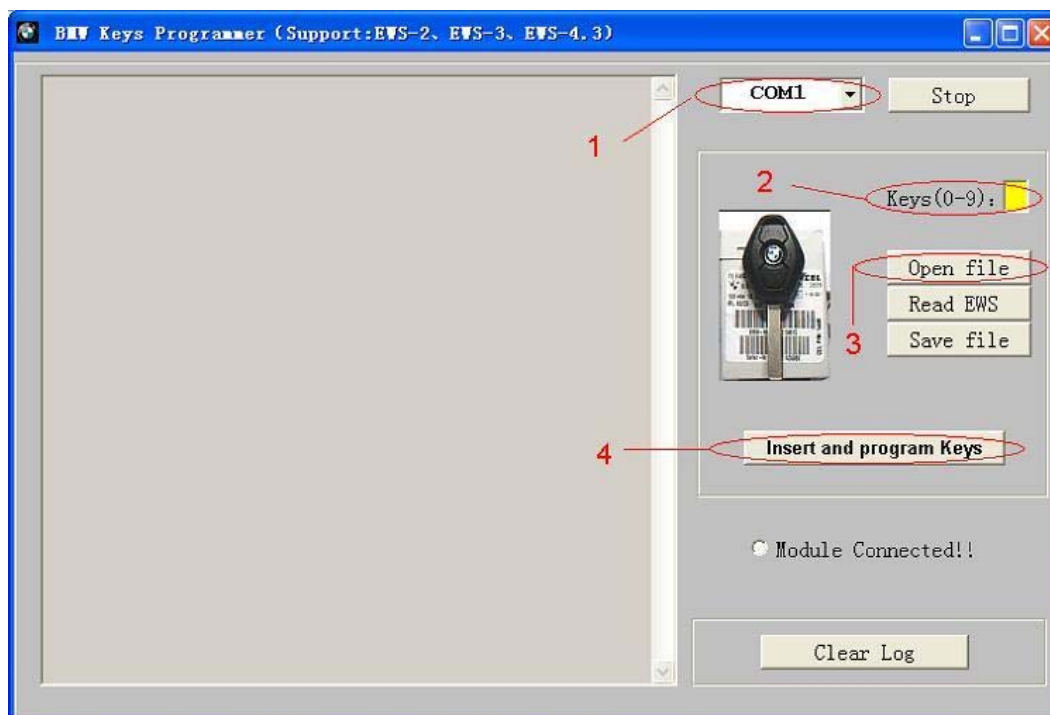 BMW Keys Programmer (Support:EWS-2、EWS-3、EWS-4.3)
COM1
Stop
1
2
Keys(0-9):
Open file
Read EWS
3
Save file
4
Insert and program Keys
Module Connected!!
Clear Log